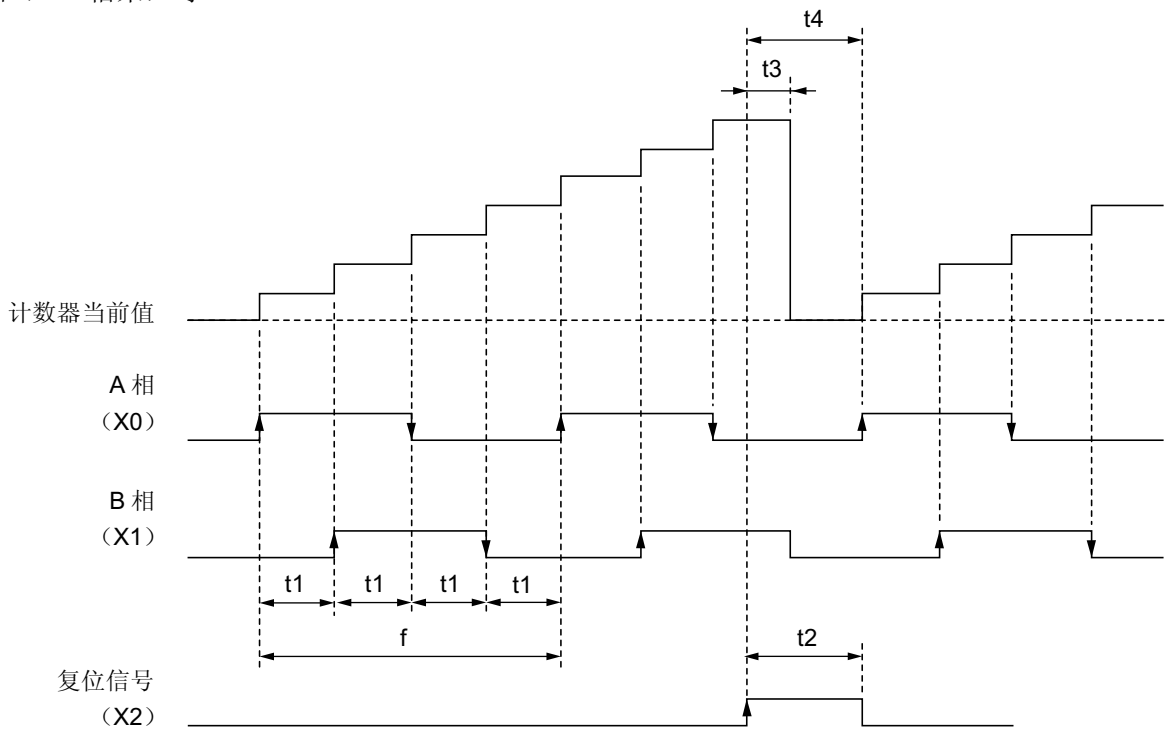 t4
t3
计数器当前值
A 相
（X0）
B 相
（X1）
t1 t1 t1 t1
f
t2
复位信号
（X2）